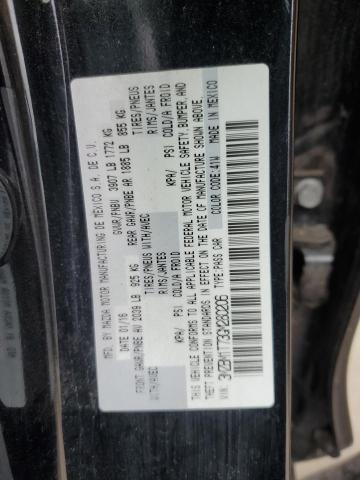 MFD. BY MAZDA MOTOR MANUFACTURING DE MEXICO S.A. DE C.V.
DATE 01/16 GVWR/PNBV 3907 LB 1772 KG
FRONT GAWR/PNBE AV 2039 LB 925 KG REAR GAWR/PNBE AR 1885 LB 855 KG
WITH/AVEC TIRES/PNEUS WITH/AVEC TIRES/PNEUS
RIMS/JANTES RIMS/JANTES
KPA/ PSI COLD/A FROID KPA/ PSI COLD/A FROID
THIS VEHICLE CONFORMS TO ALL APPLICABLE FEDERAL MOTOR VEHICLE SAFETY, BUMPER, AND
THEFT PREVENTION STANDARDS IN EFFECT ON THE DATE OF MANUFACTURE SHOWN ABOVE.
VIN: TYPE: PASS CAR COLOR CODE: 41W MADE IN MEXICO